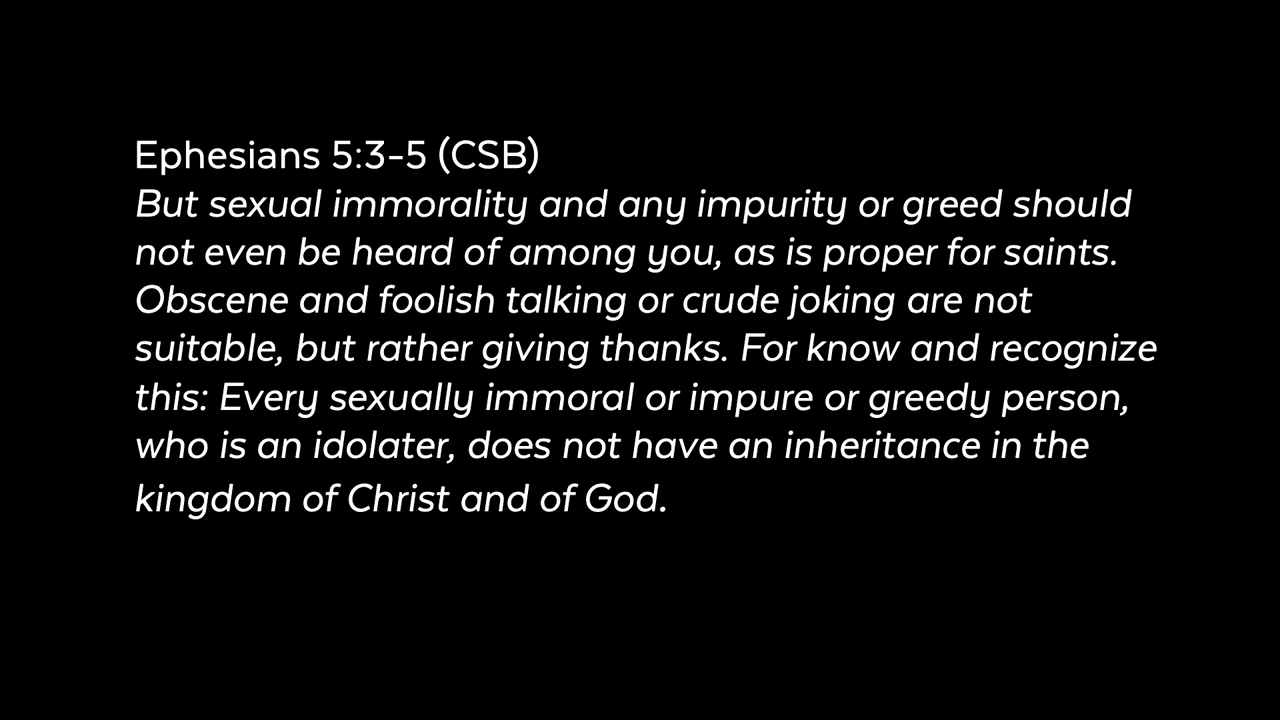 Ephesians 5:3-5 (CSB)
But sexual immorality and any impurity or greed should
not even be heard of among you, as is proper for saints.
Obscene and foolish talking or crude joking are not
suitable, but rather giving thanks. For know and recognize
this: Every sexually immoral or impure or greedy person,
who is an idolater, does not have an inheritance in the
kingdom of Christ and of God.